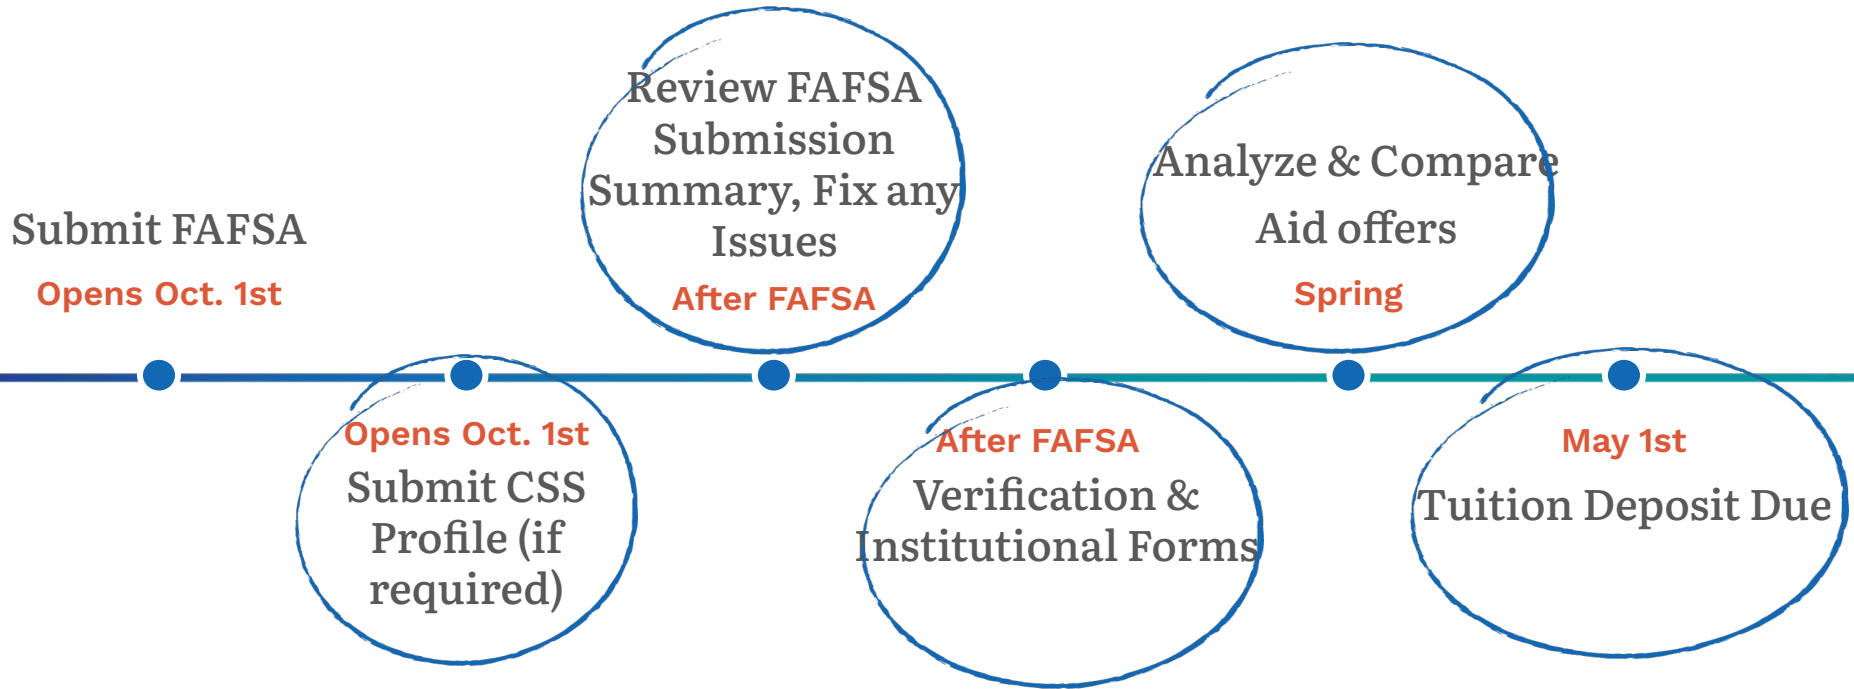 Submit FAFSA
Opens Oct. 1st
Opens Oct. 1st
Submit CSS
Profile (if
required)
Review FAFSA
Submission
Summary, Fix any
Issues
After FAFSA
After FAFSA
Verification &
Institutional Forms
Analyze & Compare
Aid offers
Spring
May 1st
Tuition Deposit Due